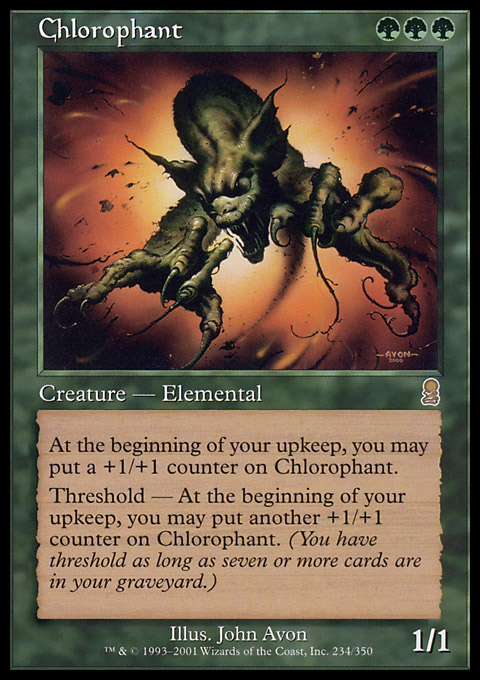 Chlorophant
AVON
2000
Creature — Elemental
At the beginning of your upkeep, you may
put a +1/+1 counter on Chlorophant.
Threshold — At the beginning of your
upkeep, you may put another +1/+1
counter on Chlorophant. (You have
threshold as long as seven or more cards are
in your graveyard.)
Illus. John Avon
™ & © 1993-2001 Wizards of the Coast, Inc. 234/350
1/1